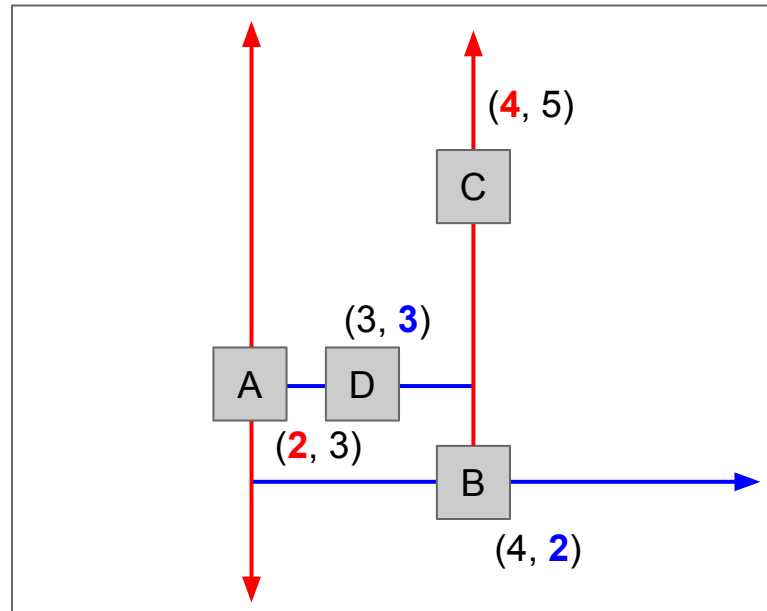 (4, 5)
C
(3, 3)
A
D
(2, 3)
B
(4, 2)